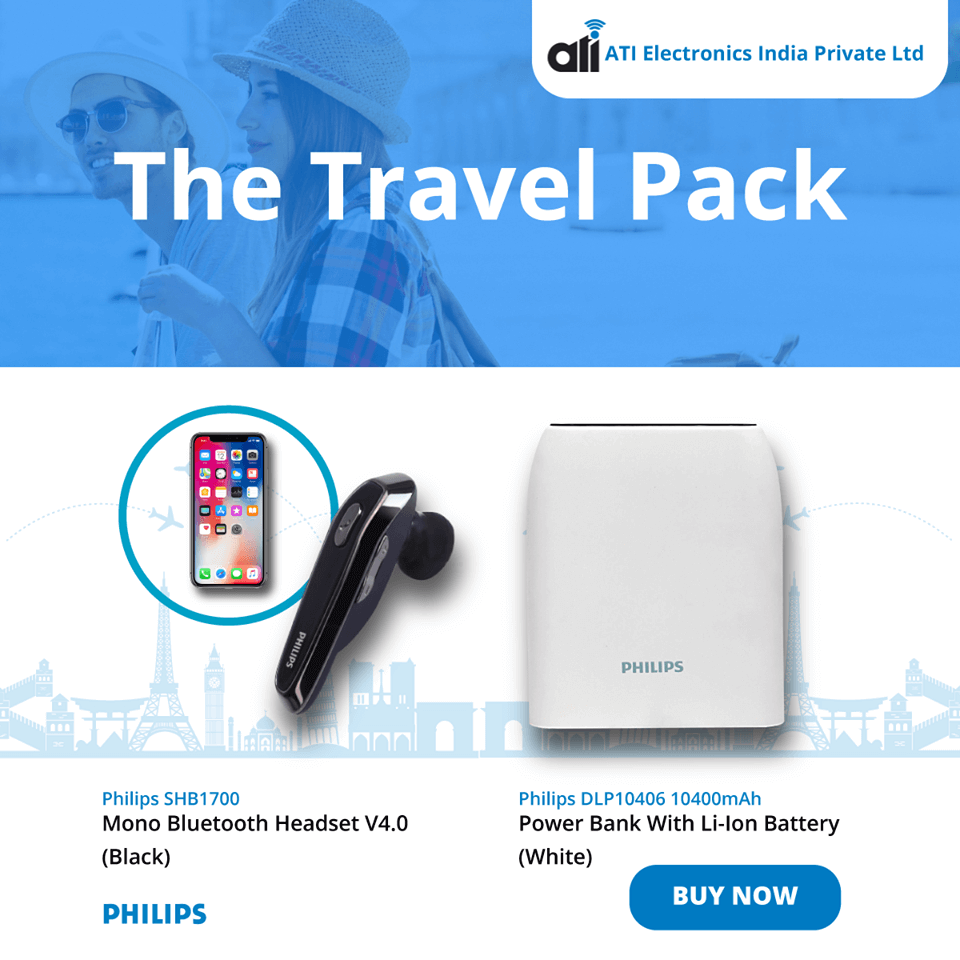 ati ATI Electronics India Private Ltd
The Travel Pack
PHILIPS
PHILIPS
Philips SHB1700
Mono Bluetooth Headset V4.0
(Black)
Philips DLP10406 10400mAh
Power Bank With Li-Ion Battery
(White)
BUY NOW
PHILIPS